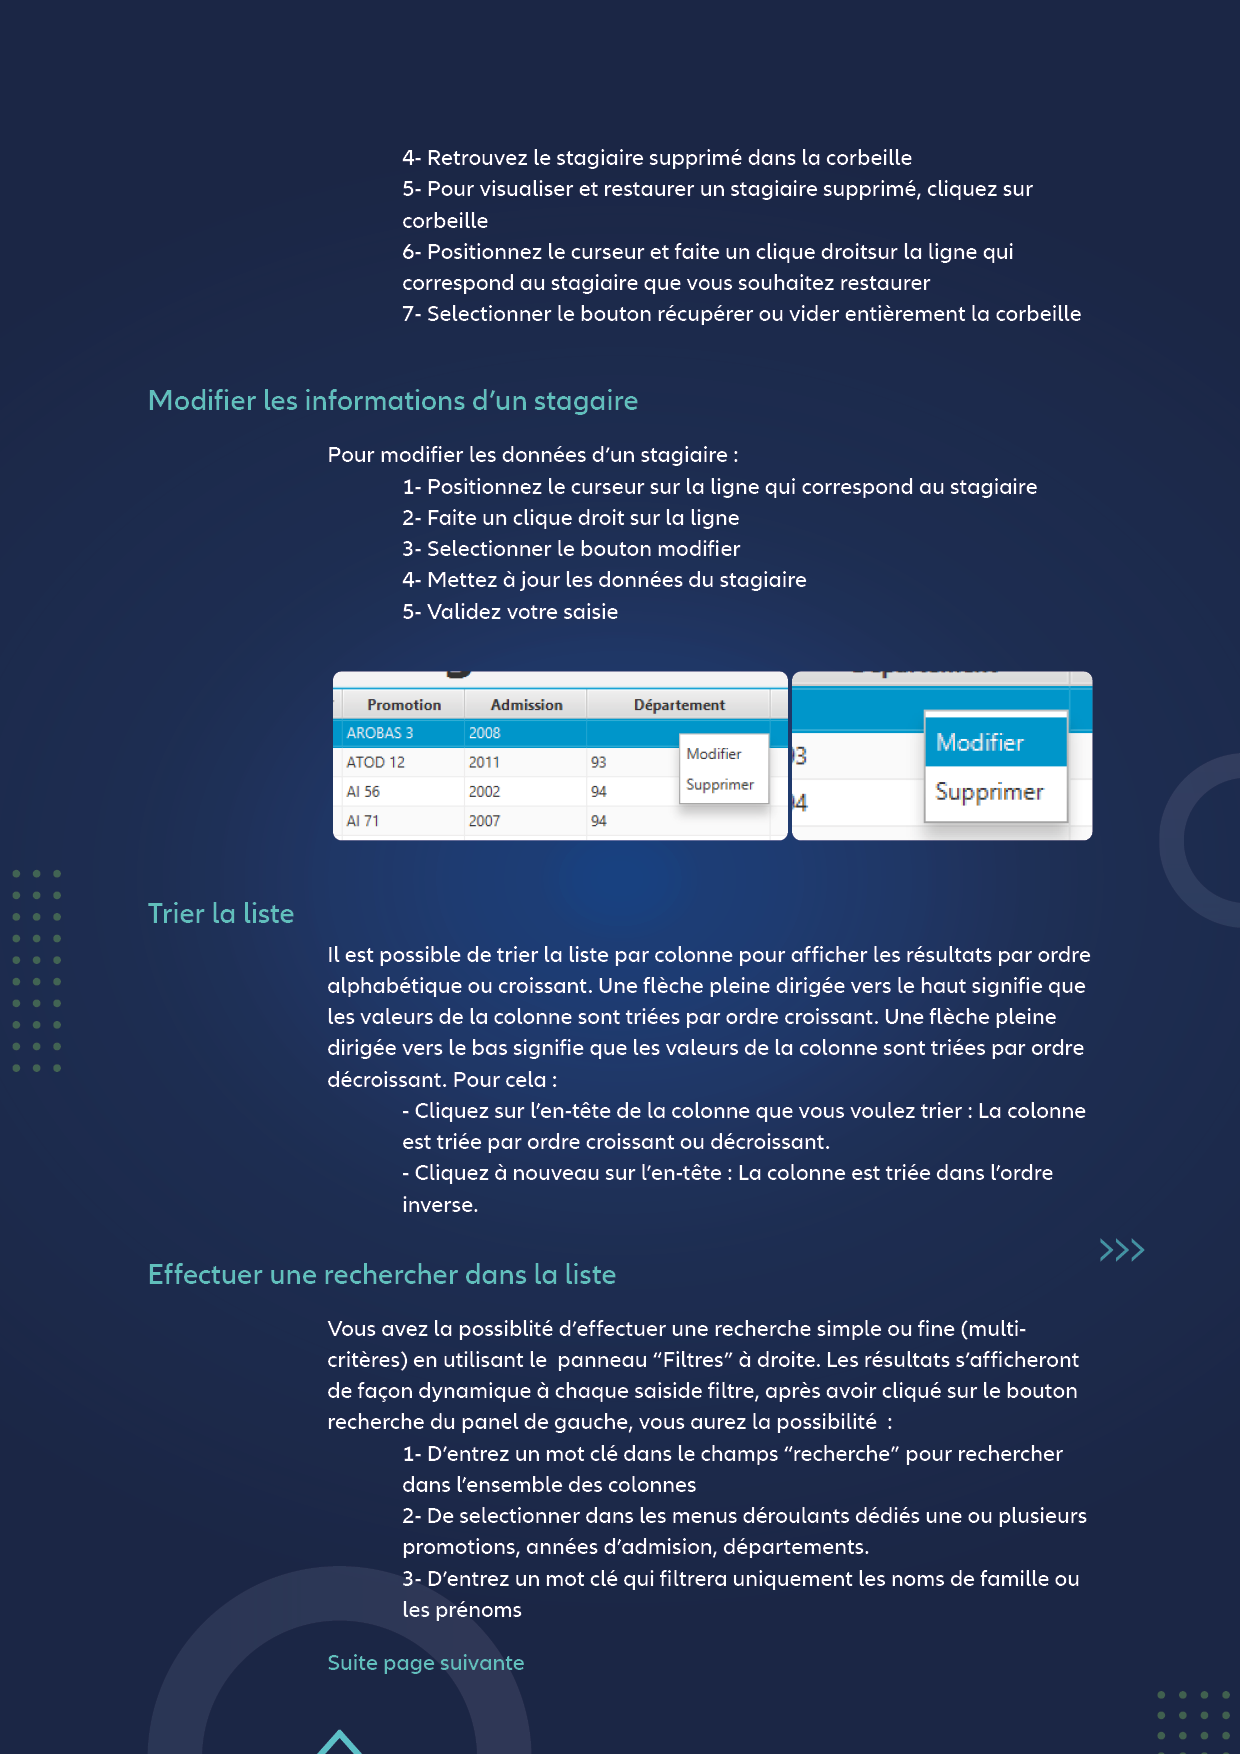 4- Retrouvez le stagiaire supprimé dans la corbeille
5- Pour visualiser et restaurer un stagiaire supprimé, cliquez sur
corbeille
6- Positionnez le curseur et faite un clique droitsur la ligne qui
correspond au stagiaire que vous souhaitez restaurer
7- Selectionner le bouton récupérer ou vider entièrement la corbeille
Modifier les informations d’un stagaire
Pour modifier les données d’un stagiaire :
1- Positionnez le curseur sur la ligne qui correspond au stagiaire
2- Faite un clique droit sur la ligne
3- Selectionner le bouton modifier
4- Mettez à jour les données du stagiaire
5- Validez votre saisie
Promotion Admission Département
AROBAS 3 2008
ATOD 12 2011 93
AI 56 2002 94
AI 71 2007 94
Modifier
Supprimer
Modifier
Supprimer
Trier la liste
Il est possible de trier la liste par colonne pour afficher les résultats par ordre
alphabétique ou croissant. Une flèche pleine dirigée vers le haut signifie que
les valeurs de la colonne sont triées par ordre croissant. Une flèche pleine
dirigée vers le bas signifie que les valeurs de la colonne sont triées par ordre
décroissant. Pour cela :
- Cliquez sur l’en-tête de la colonne que vous voulez trier : La colonne
est triée par ordre croissant ou décroissant.
- Cliquez à nouveau sur l’en-tête : La colonne est triée dans l’ordre
inverse.
Effectuer une rechercher dans la liste
Vous avez la possiblité d’effectuer une recherche simple ou fine (multi-
critères) en utilisant le  panneau “Filtres” à droite. Les résultats s’afficheront
de façon dynamique à chaque saiside filtre, après avoir cliqué sur le bouton
recherche du panel de gauche, vous aurez la possibilité  :
1- D’entrez un mot clé dans le champs “recherche” pour rechercher
dans l’ensemble des colonnes
2- De selectionner dans les menus déroulants dédiés une ou plusieurs
promotions, années d’admision, départements.
3- D’entrez un mot clé qui filtrera uniquement les noms de famille ou
les prénoms
Suite page suivante